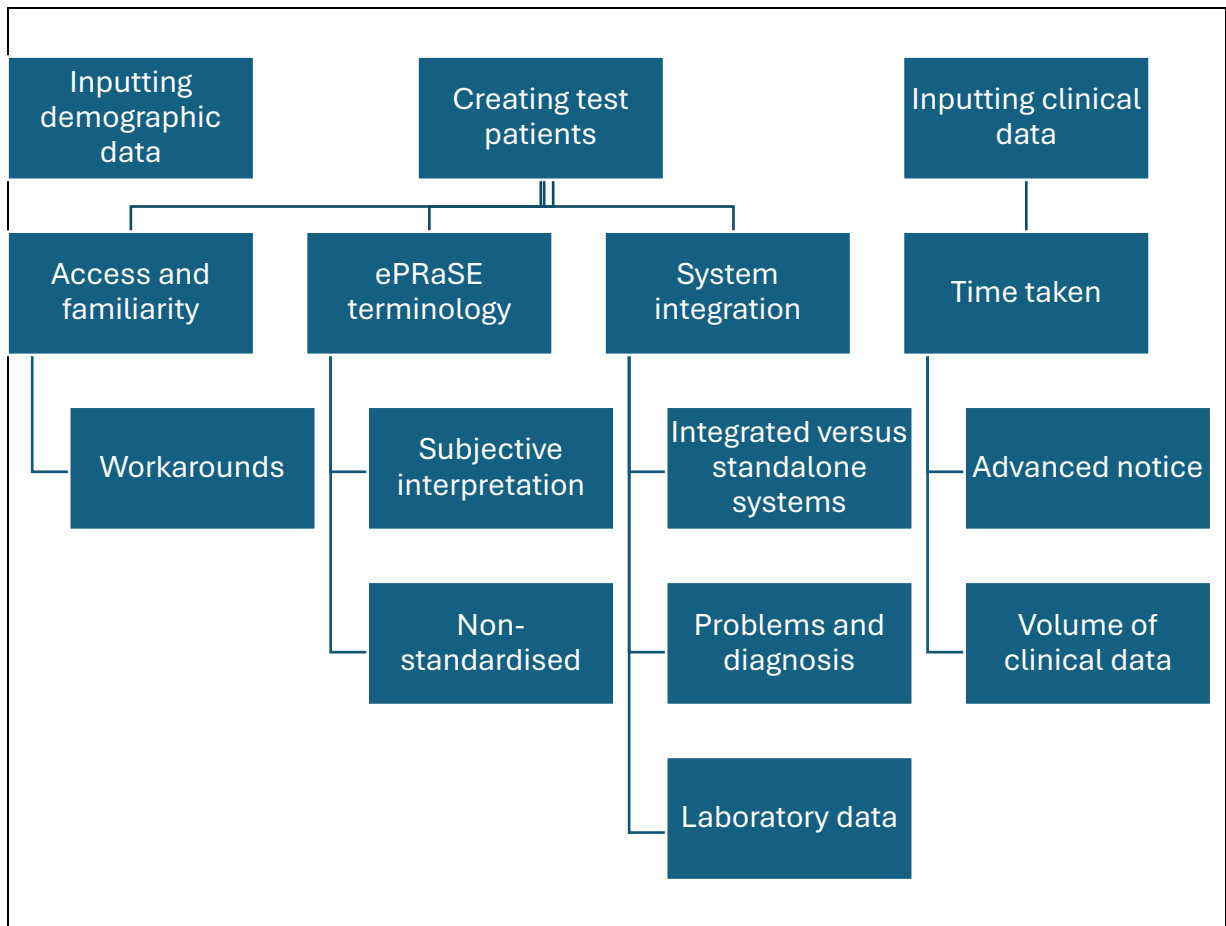 Inputting
demographic
data
Creating test
patients
Inputting clinical
data
Access and
familiarity
ePRaSE
terminology
System
integration
Time taken
Workarounds
Subjective
interpretation
Integrated versus
standalone
systems
Advanced notice
Non-
standardised
Problems and
diagnosis
Volume of
clinical data
Laboratory data